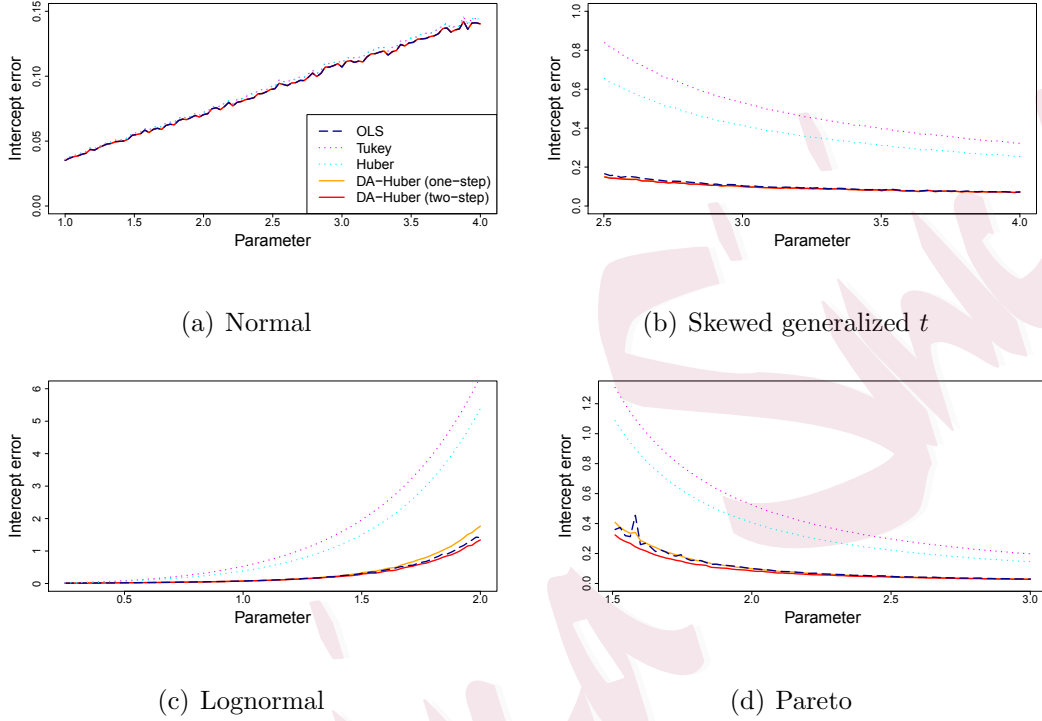 0.00 0.05 0.10 0.15
Intercept error
1.0 1.5 2.0 2.5 3.0 3.5 4.0
Parameter
OLS
Tukey
Huber
DA−Huber (one−step)
DA−Huber (two−step)
(a) Normal
0.0 0.2 0.4 0.6 0.8 1.0
Intercept error
2.5 3.0 3.5 4.0
Parameter
(b) Skewed generalized t
0 1 2 3 4 5 6
Intercept error
0.5 1.0 1.5 2.0
Parameter
(c) Lognormal
0.0 0.2 0.4 0.6 0.8 1.0 1.2
Intercept error
1.5 2.0 2.5 3.0
Parameter
(d) Pareto